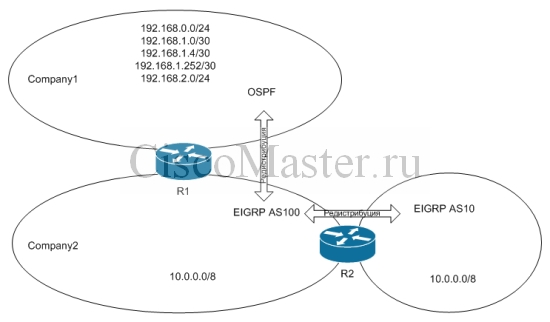 192.168.0.0/24
192.168.1.0/30
192.168.1.4/30
192.168.1.252/30
192.168.2.0/24
Company1
OSPF
Редистрибуция
CiscoMaster.ru
R1
EIGRP AS100
Редистрибуция
EIGRP AS10
Company2
R2
10.0.0.0/8
10.0.0.0/8